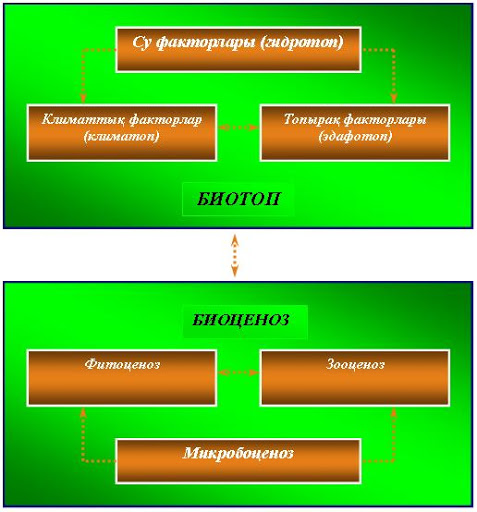 Су факторлары (гидротоп)
Климаттық факторлар
(климатоп)
Топырақ факторлары
(эдафотоп)
БИОТОП
БИОЦЕНОЗ
Фитоценоз
Зооценоз
Микробоценоз